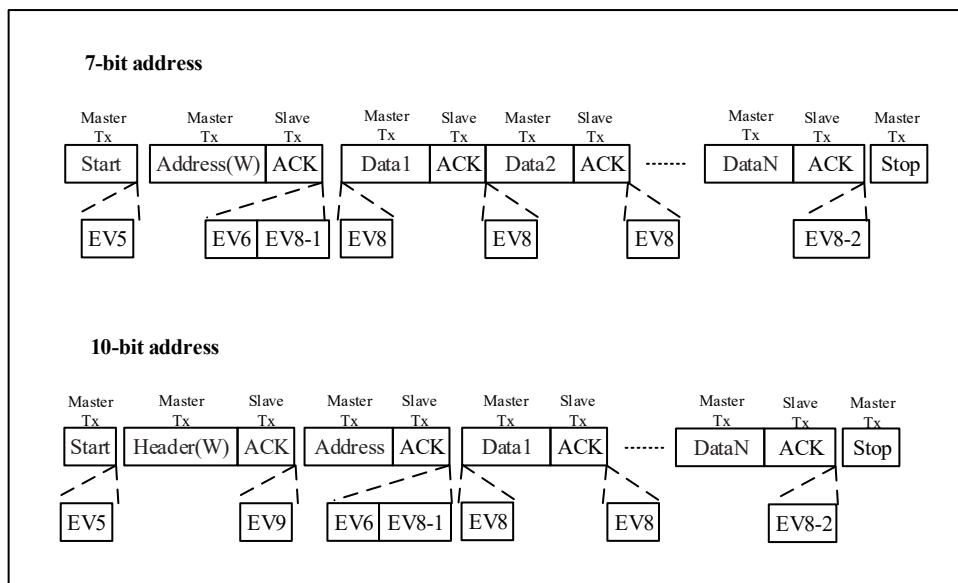 7-bit address
Master Master Slave Master Slave Master Slave Master Slave Master
Tx Tx Tx Tx Tx Tx Tx Tx Tx Tx
Start Address(W) ACK Data1 ACK Data2 ACK DataN ACK Stop
EV5 EV6 EV8-1 EV8 EV8 EV8 EV8-2
10-bit address
Master Master Slave Master Slave Master Slave Master Slave Master
Tx Tx Tx Tx Tx Tx Tx Tx Tx Tx
Start Header(W) ACK Address ACK Data1 ACK DataN ACK Stop
EV5 EV9 EV6 EV8-1 EV8 EV8 EV8-2